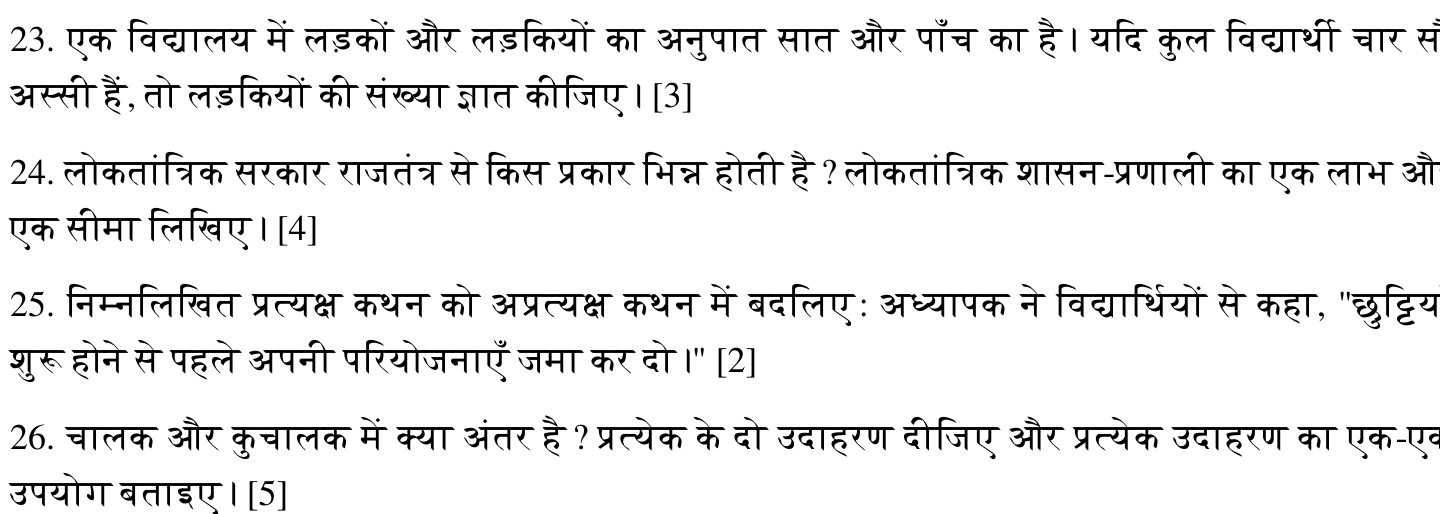 23. एक विद्यालय में लड़कों और लड़कियों का अनुपात सात और पाँच का है। यदि कुल विद्यार्थी चार सौ
अस्सी हैं, तो लड़कियों की संख्या ज्ञात कीजिए। [3]
24. लोकतांत्रिक सरकार राजतंत्र से किस प्रकार भिन्न होती है? लोकतांत्रिक शासन-प्रणाली का एक लाभ और
एक सीमा लिखिए। [4]
25. निम्नलिखित प्रत्यक्ष कथन को अप्रत्यक्ष कथन में बदलिए: अध्यापक ने विद्यार्थियों से कहा, "छुट्टियाँ
शुरू होने से पहले अपनी परियोजनाएँ जमा कर दो।" [2]
26. चालक और कुचालक में क्या अंतर है? प्रत्येक के दो उदाहरण दीजिए और प्रत्येक उदाहरण का एक-एक
उपयोग बताइए। [5]